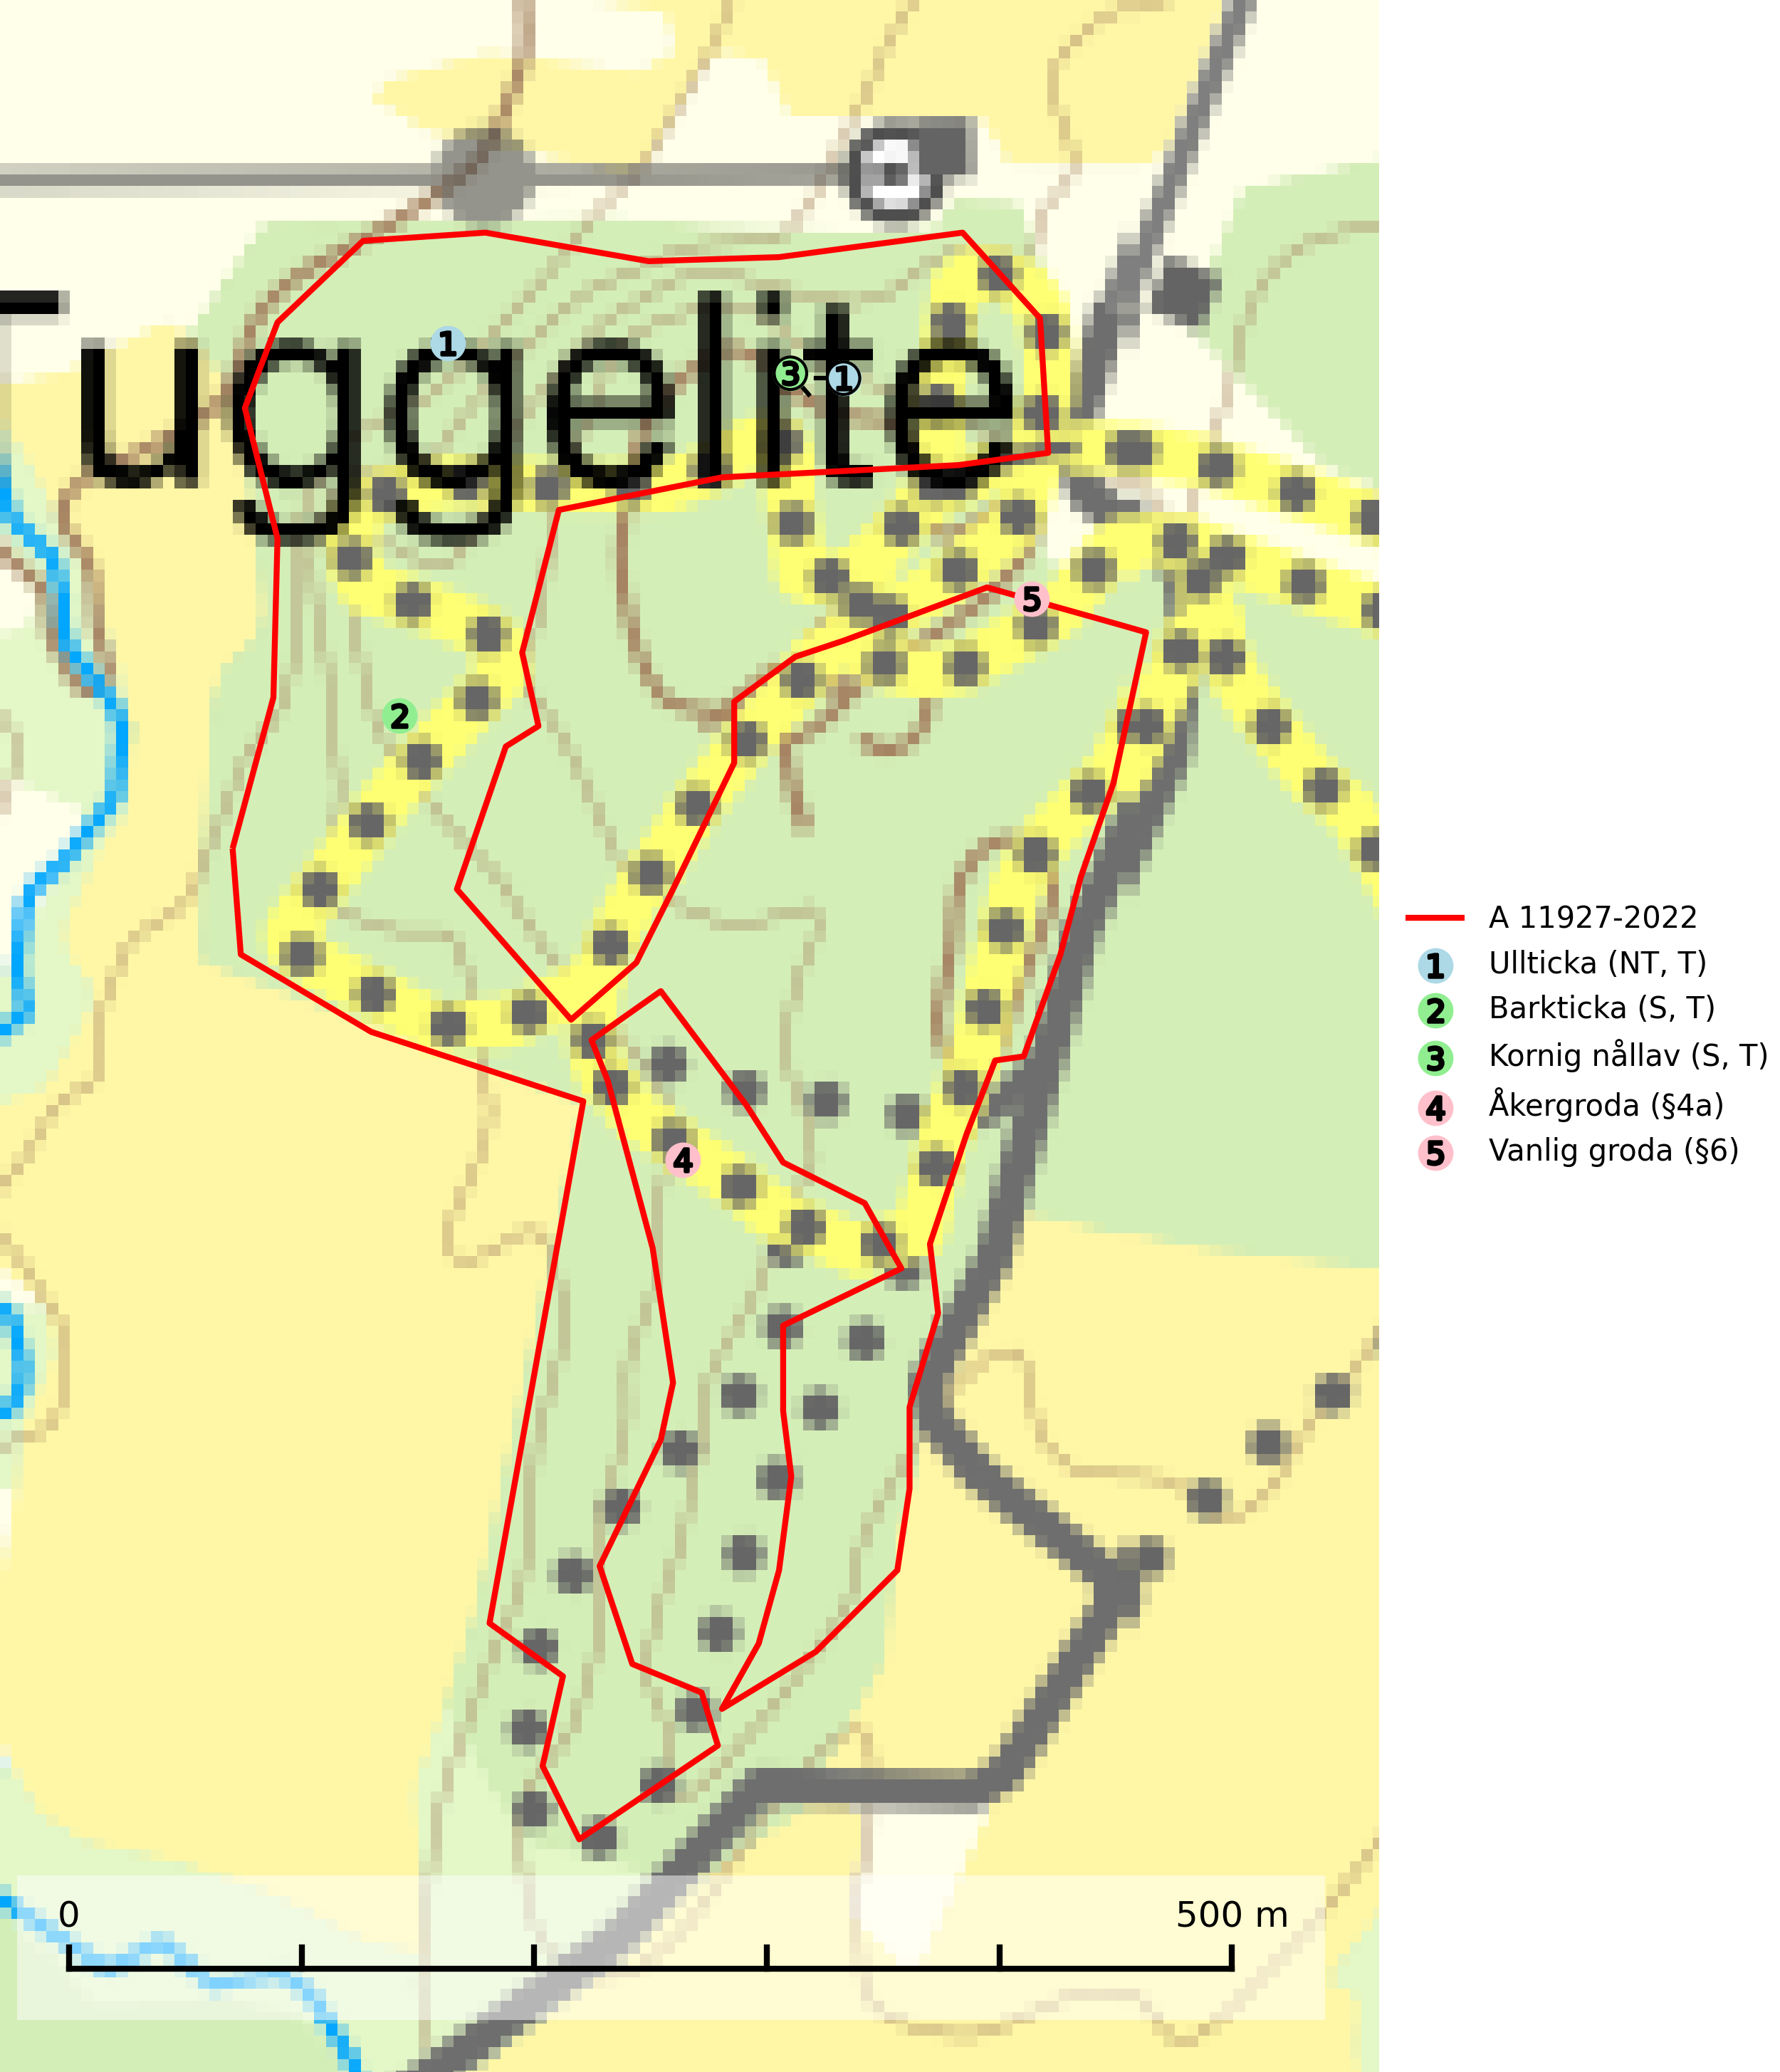 uggelite
1
3 1
5
2
4
A 11927-2022
1 Ullticka (NT, T)
2 Barkticka (S, T)
3 Kornig nållav (S, T)
4 Åkergroda (§4a)
5 Vanlig groda (§6)
0 500 m